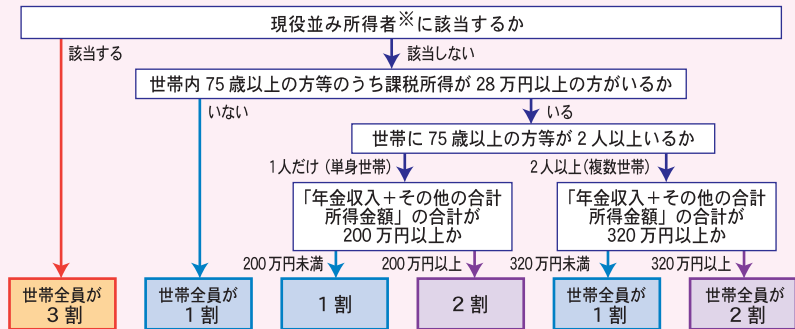 現役並み所得者※に該当するか
該当する
該当しない
世帯内75歳以上の方等のうち課税所得が28万円以上の方がいるか
いない
いる
世帯に75歳以上の方等が2人以上いるか
1人だけ(単身世帯)
2人以上(複数世帯)
「年金収入+その他の合計
所得金額」の合計が
200万円以上か
「年金収入+その他の合計
所得金額」の合計が
320万円以上か
200万円未満
200万円以上
320万円未満
320万円以上
世帯全員が
3割
世帯全員が
1割
1割
2割
世帯全員が
1割
世帯全員が
2割